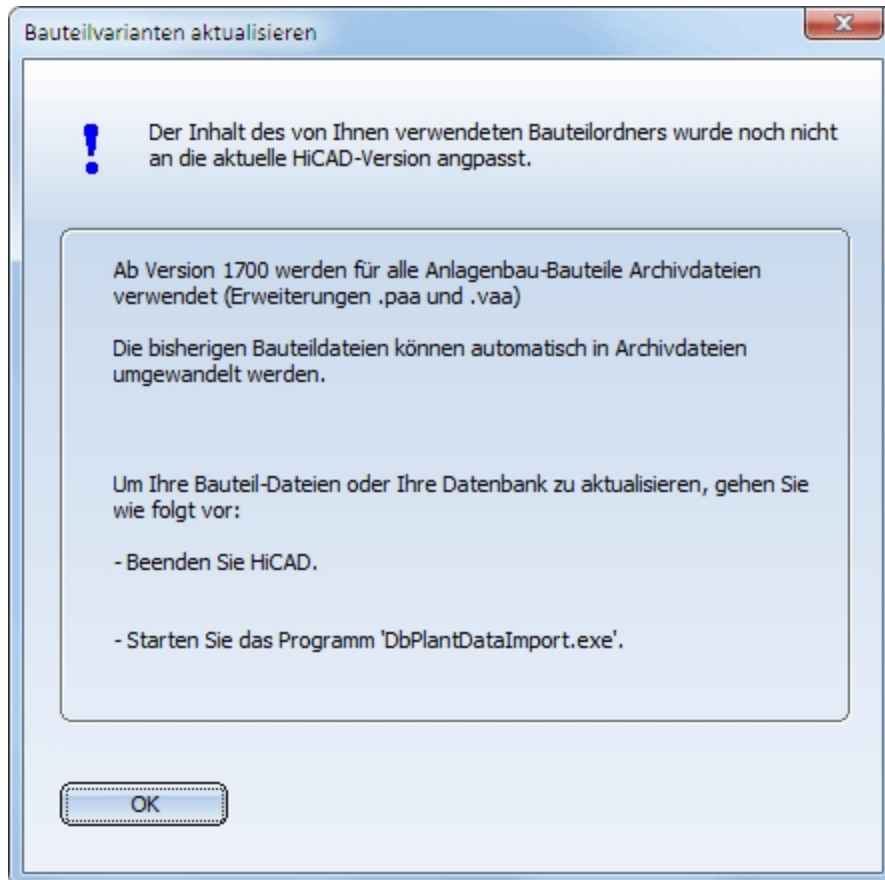 Bauteilvarianten aktualisieren
Der Inhalt des von Ihnen verwendeten Bauteilordners wurde noch nicht
an die aktuelle HiCAD-Version angpasst.
Ab Version 1700 werden für alle Anlagenbau-Bauteile Archivdateien
verwendet (Erweiterungen .paa und .vaa)
Die bisherigen Bauteildateien können automatisch in Archivdateien
umgewandelt werden.
Um Ihre Bauteil-Dateien oder Ihre Datenbank zu aktualisieren, gehen Sie
wie folgt vor:
- Beenden Sie HiCAD.
- Starten Sie das Programm 'DbPlantDataImport.exe'.
OK